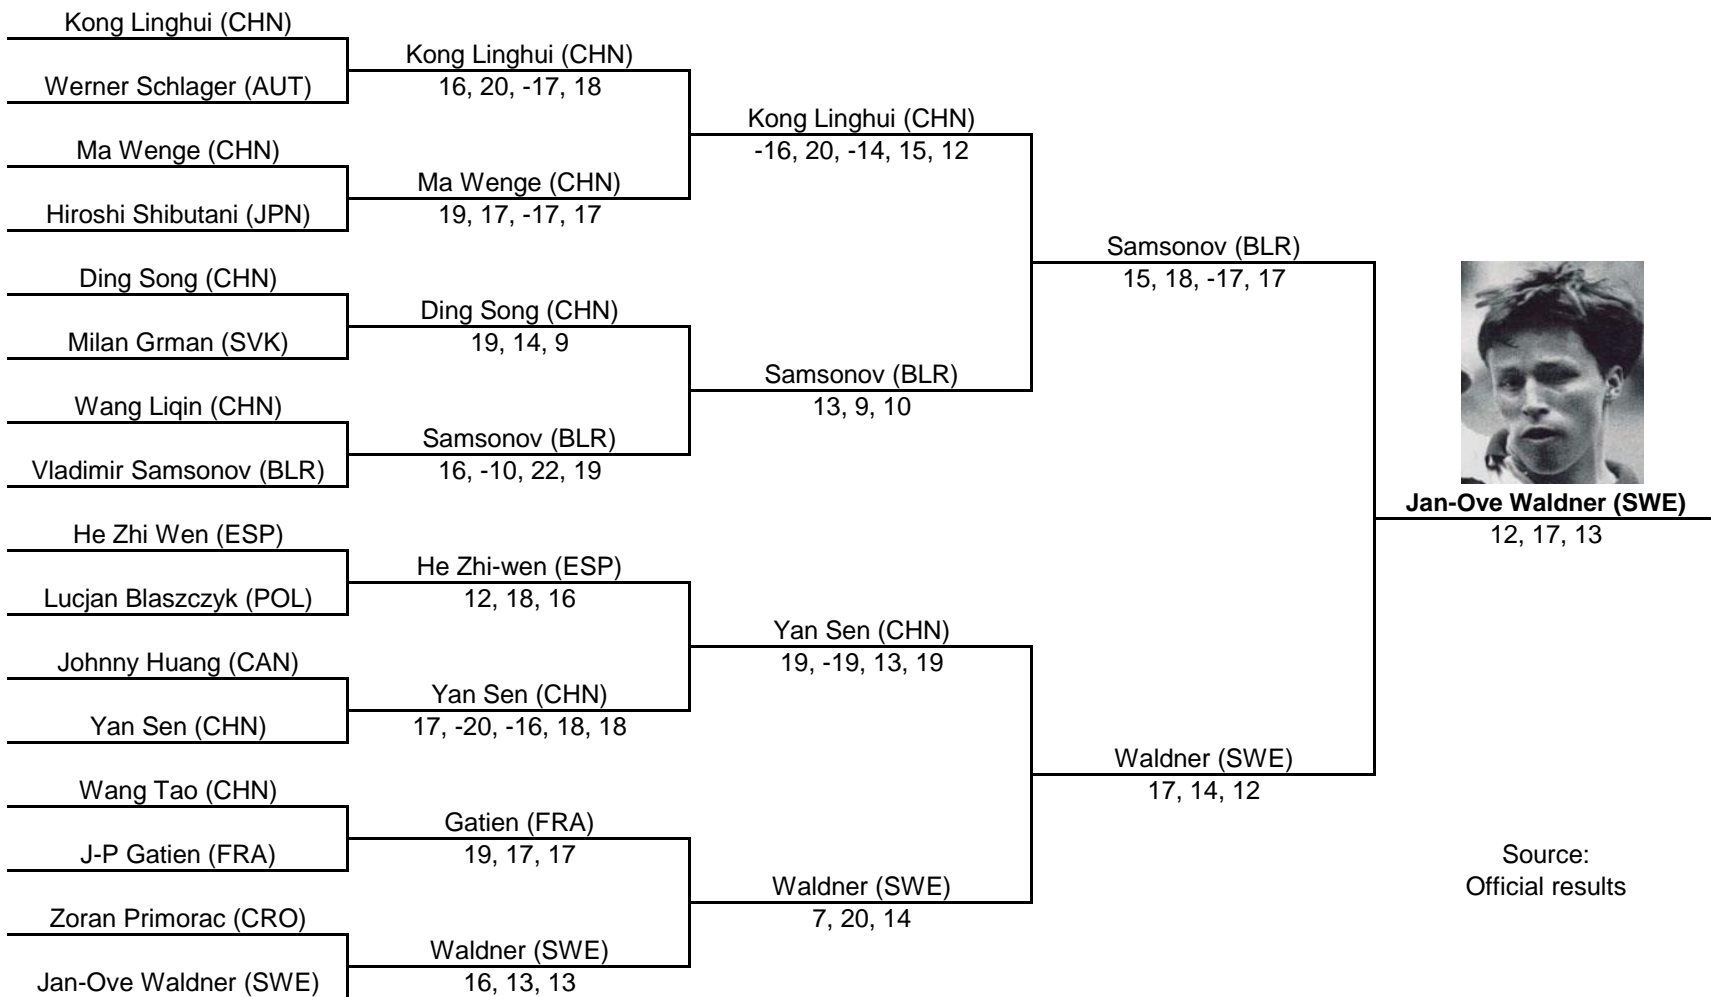 Kong Linghui (CHN)
Werner Schlager (AUT)
Ma Wenge (CHN)
Hiroshi Shibutani (JPN)
Ding Song (CHN)
Milan Grman (SVK)
Wang Liqin (CHN)
Vladimir Samsonov (BLR)
He Zhi Wen (ESP)
Lucjan Blaszczyk (POL)
Johnny Huang (CAN)
Yan Sen (CHN)
Wang Tao (CHN)
J-P Gatien (FRA)
Zoran Primorac (CRO)
Jan-Ove Waldner (SWE)
Kong Linghui (CHN)
16, 20, -17, 18
Ma Wenge (CHN)
19, 17, -17, 17
Ding Song (CHN)
19, 14, 9
Samsonov (BLR)
16, -10, 22, 19
He Zhi-wen (ESP)
12, 18, 16
Yan Sen (CHN)
17, -20, -16, 18, 18
Gatien (FRA)
19, 17, 17
Waldner (SWE)
16, 13, 13
Kong Linghui (CHN)
-16, 20, -14, 15, 12
Samsonov (BLR)
13, 9, 10
Yan Sen (CHN)
19, -19, 13, 19
Waldner (SWE)
7, 20, 14
Samsonov (BLR)
15, 18, -17, 17
Waldner (SWE)
17, 14, 12
Jan-Ove Waldner (SWE)
12, 17, 13
Source:
Official results